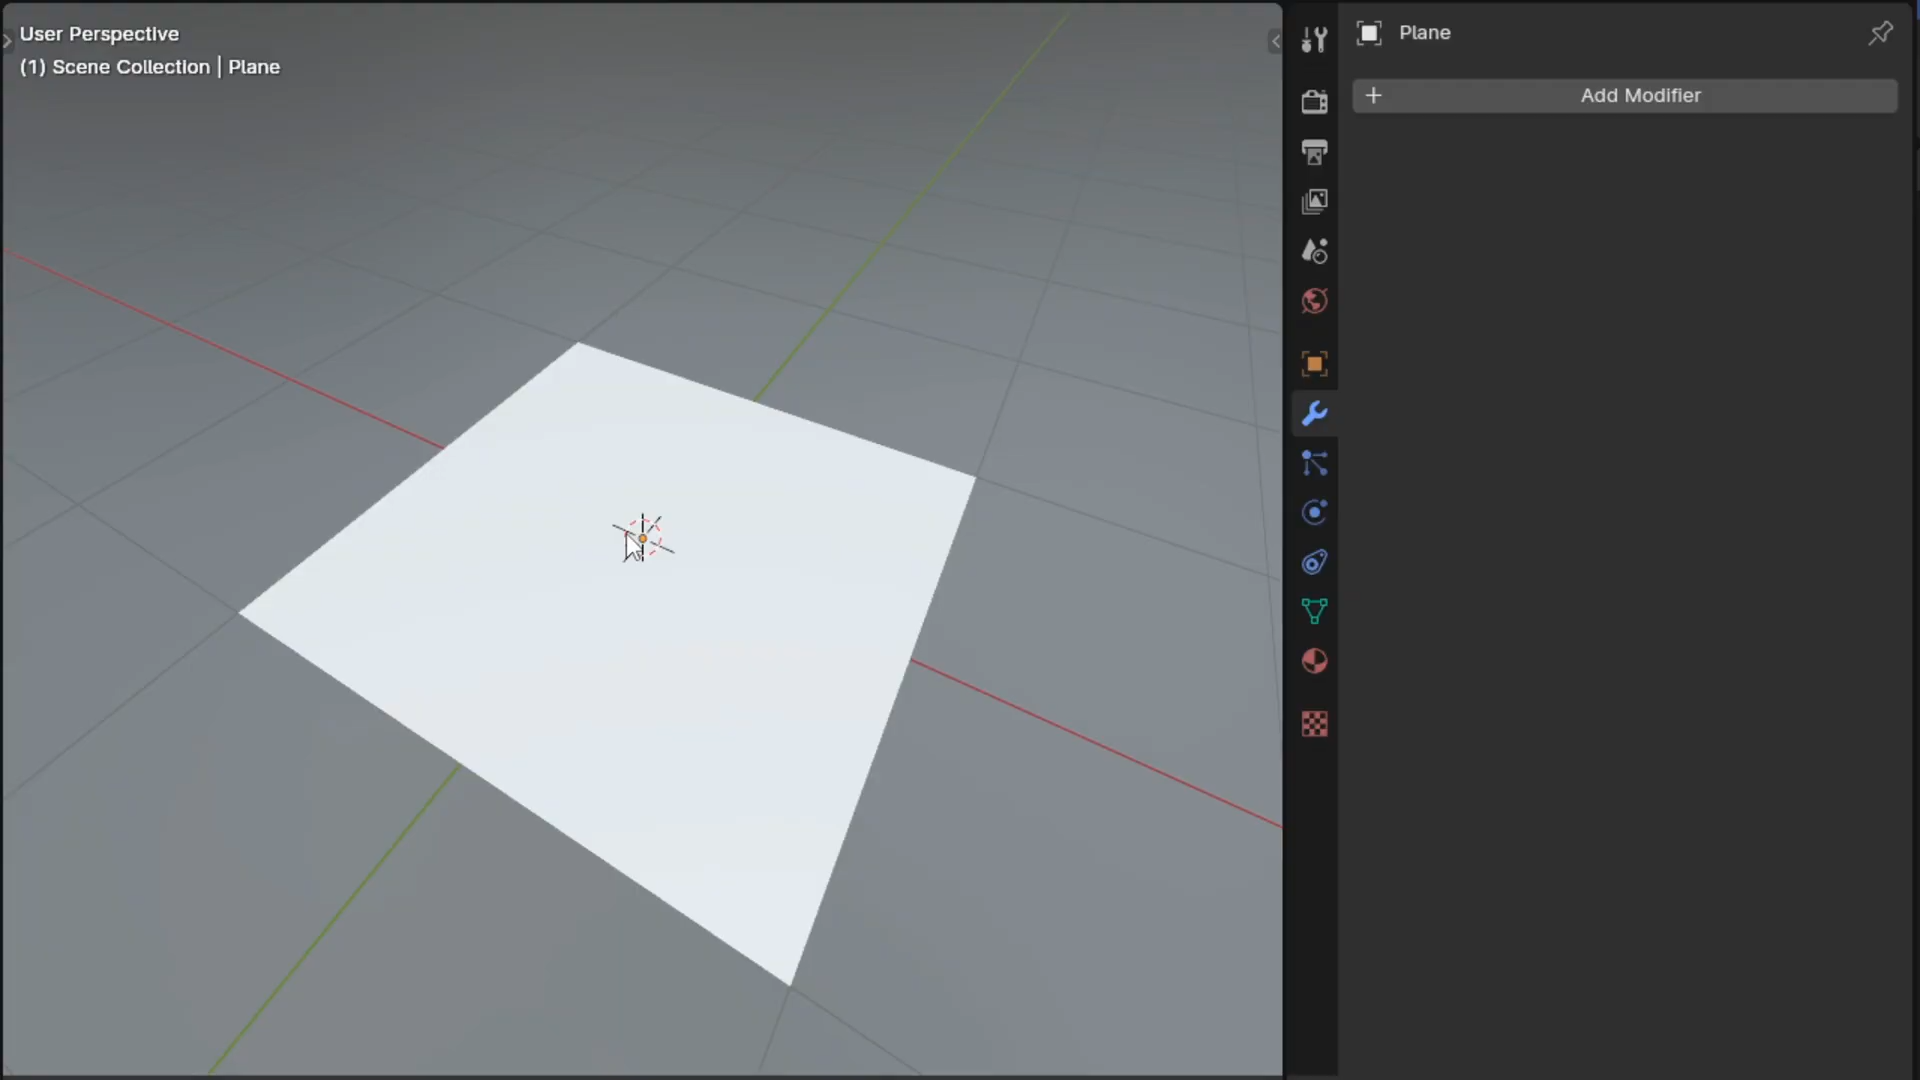 User Perspective
(1) Scene Collection | Plane
Plane
Add Modifier